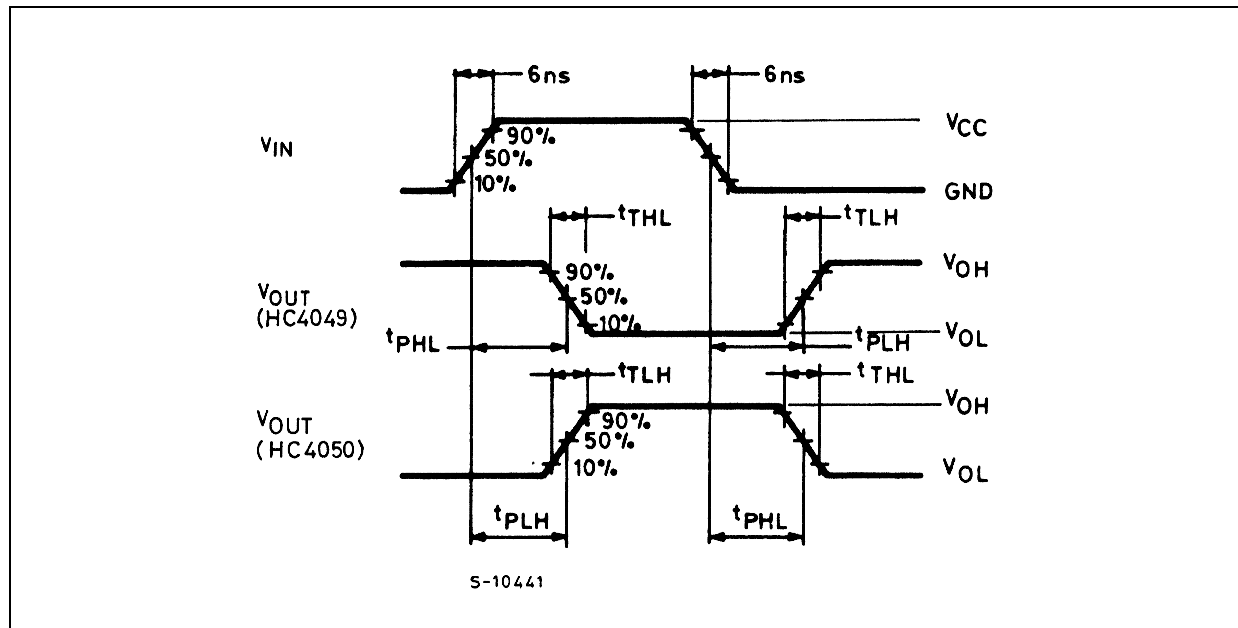 6ns 6ns
VIN
90%
50%
10%
VCC
GND
tTHL tTLH
VOUT
(HC4049)
90%
50%
10%
VOH
VOL
tPHL tPLH
tTLH tTHL
VOUT
(HC4050)
90%
50%
10%
VOH
VOL
tPLH tPHL
S-10441